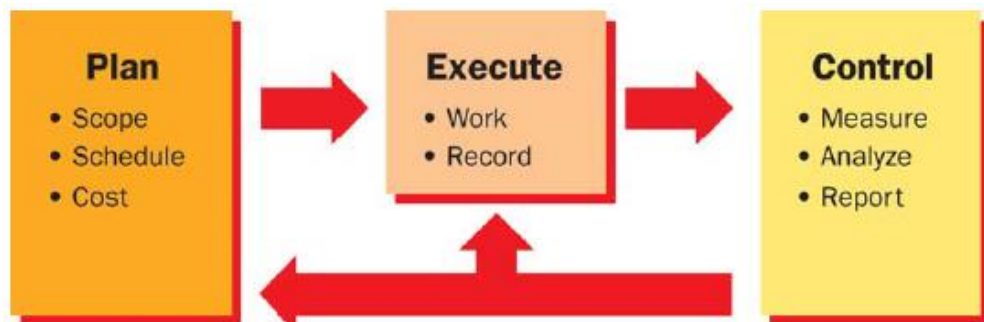 Plan
• Scope
• Schedule
• Cost
Execute
• Work
• Record
Control
• Measure
• Analyze
• Report